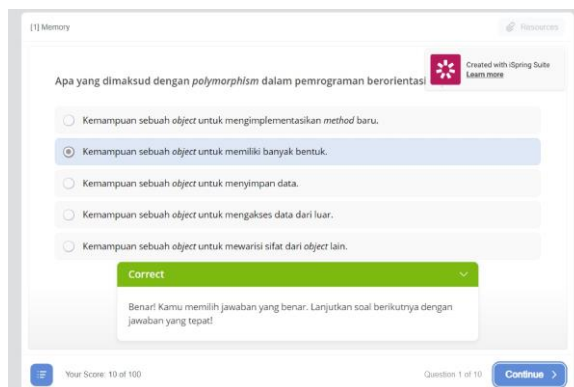 [1] Memory
Resources
Created with iSpring Suite
Learn more
Apa yang dimaksud dengan polymorphism dalam pemrograman berorientasi
Kemampuan sebuah object untuk mengimplementasikan method baru.
Kemampuan sebuah object untuk memiliki banyak bentuk.
Kemampuan sebuah object untuk menyimpan data.
Kemampuan sebuah object untuk mengakses data dari luar.
Kemampuan sebuah object untuk mewarisi sifat dari object lain.
Correct
Benar! Kamu memilih jawaban yang benar. Lanjutkan soal berikutnya dengan
jawaban yang tepat!
Your Score: 10 of 100
Question 1 of 10
Continue